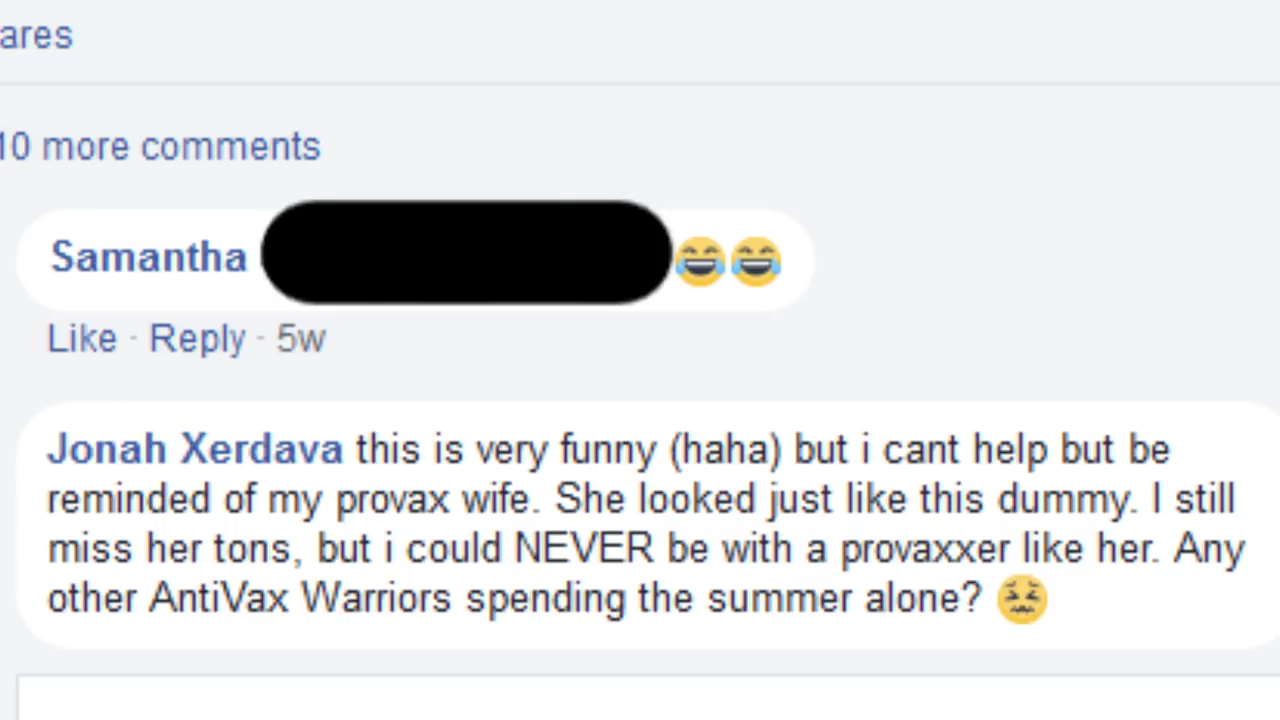 ares
10 more comments
Samantha 😂😂
Like · Reply · 5w
Jonah Xerdava this is very funny (haha) but i cant help but be
reminded of my provax wife. She looked just like this dummy. I still
miss her tons, but i could NEVER be with a provaxxer like her. Any
other AntiVax Warriors spending the summer alone? 😖